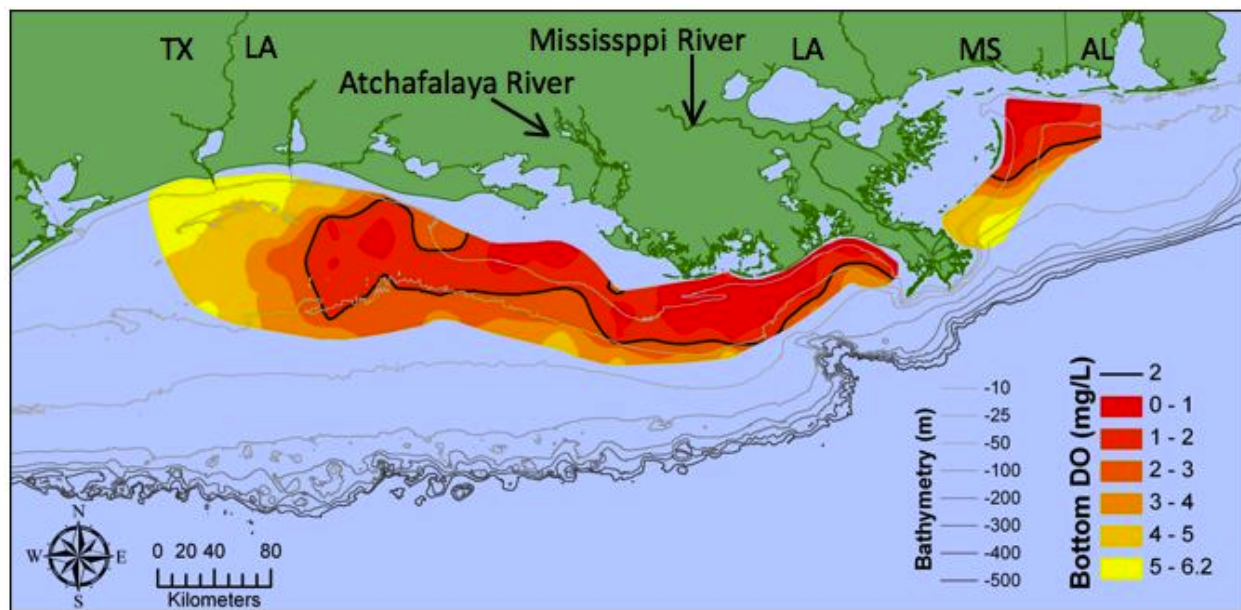 TX LA
Mississppi River
LA
MS
AL
Atchafalaya River
N
W E
S
0 20 40 80
Kilometers
Bathymetry (m)
-10
-25
-50
-100
-200
-300
-400
-500
Bottom DO (mg/L)
2
0 - 1
1 - 2
2 - 3
3 - 4
4 - 5
5 - 6.2